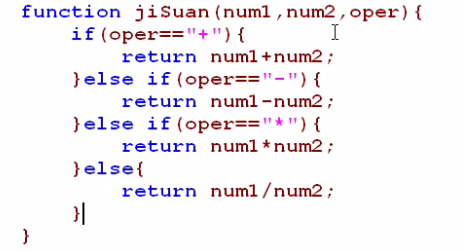 function jiSuan(num1,num2,oper){
if(oper=="+"){
return num1+num2;
}else if(oper=="-"){
return num1-num2;
}else if(oper=="*"){
return num1*num2;
}else{
return num1/num2;
}
}